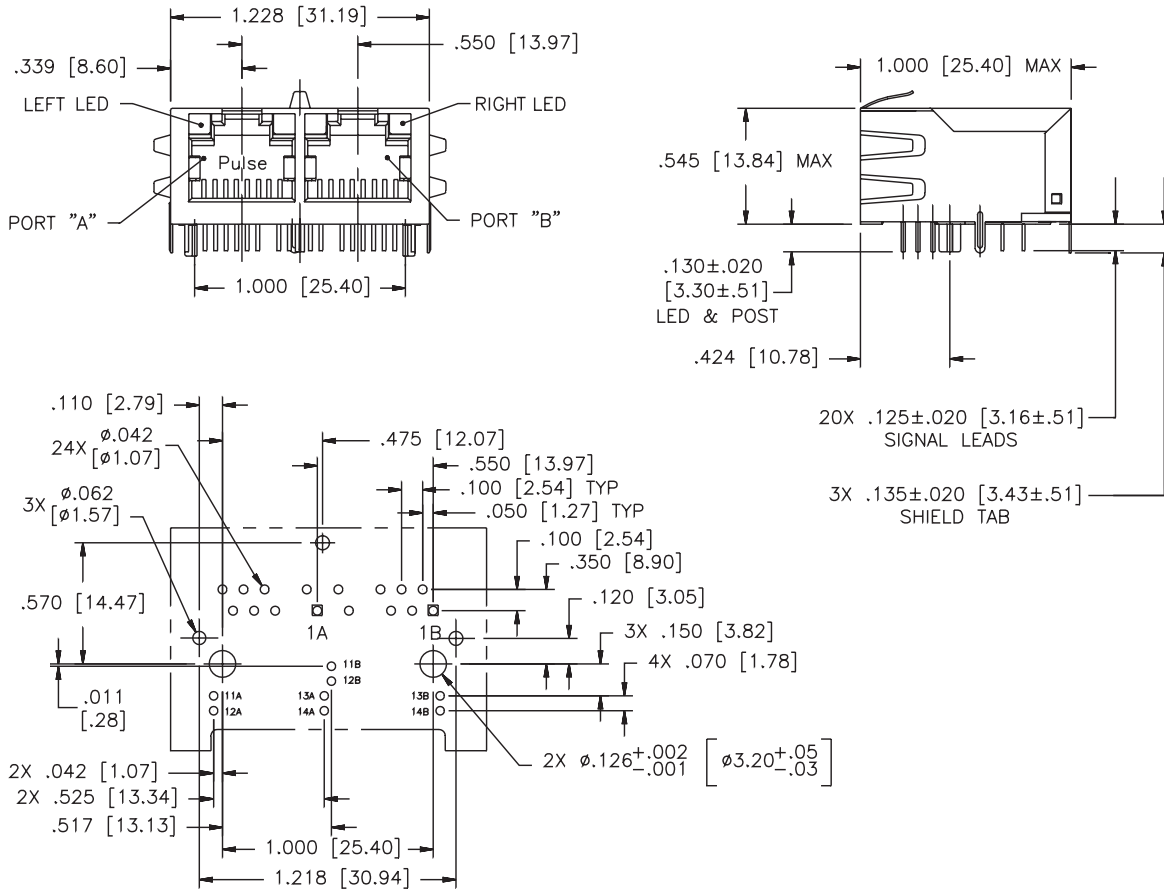 1.228 [31.19]
.550 [13.97]
.339 [8.60]
LEFT LED
RIGHT LED
Pulse
PORT "A"
PORT "B"
1.000 [25.40]
1.000 [25.40] MAX
.545 [13.84] MAX
.130±.020
[3.30±.51]
LED & POST
.424 [10.78]
20X .125±.020 [3.16±.51]
SIGNAL LEADS
3X .135±.020 [3.43±.51]
SHIELD TAB
.110 [2.79]
24X ø.042
[ø1.07]
3X ø.062
[ø1.57]
.475 [12.07]
.550 [13.97]
.100 [2.54] TYP
.050 [1.27] TYP
.100 [2.54]
.350 [8.90]
.120 [3.05]
3X .150 [3.82]
4X .070 [1.78]
.570 [14.47]
1A
1B
11B
12B
11A
12A
13A
14A
13B
14B
.011
[.28]
2X ø.126+.002 -.001 [ø3.20+.05 -.03]
2X .042 [1.07]
2X .525 [13.34]
.517 [13.13]
1.000 [25.40]
1.218 [30.94]